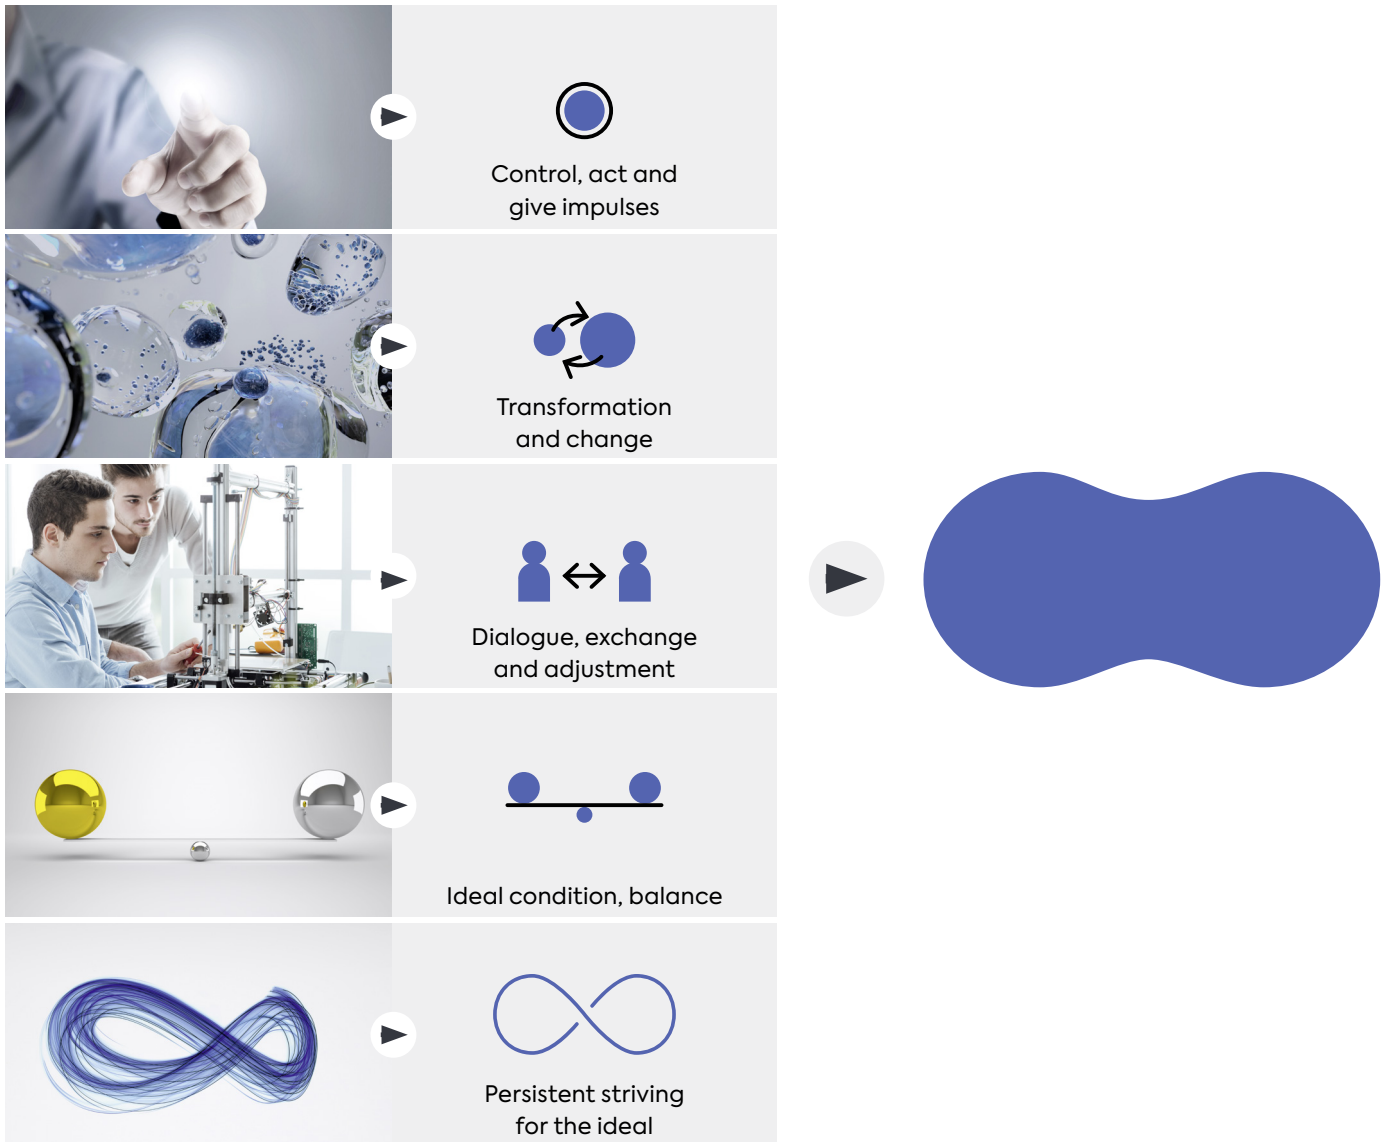 Control, act and
give impulses
Transformation
and change
Dialogue, exchange
and adjustment
Ideal condition, balance
Persistent striving
for the ideal